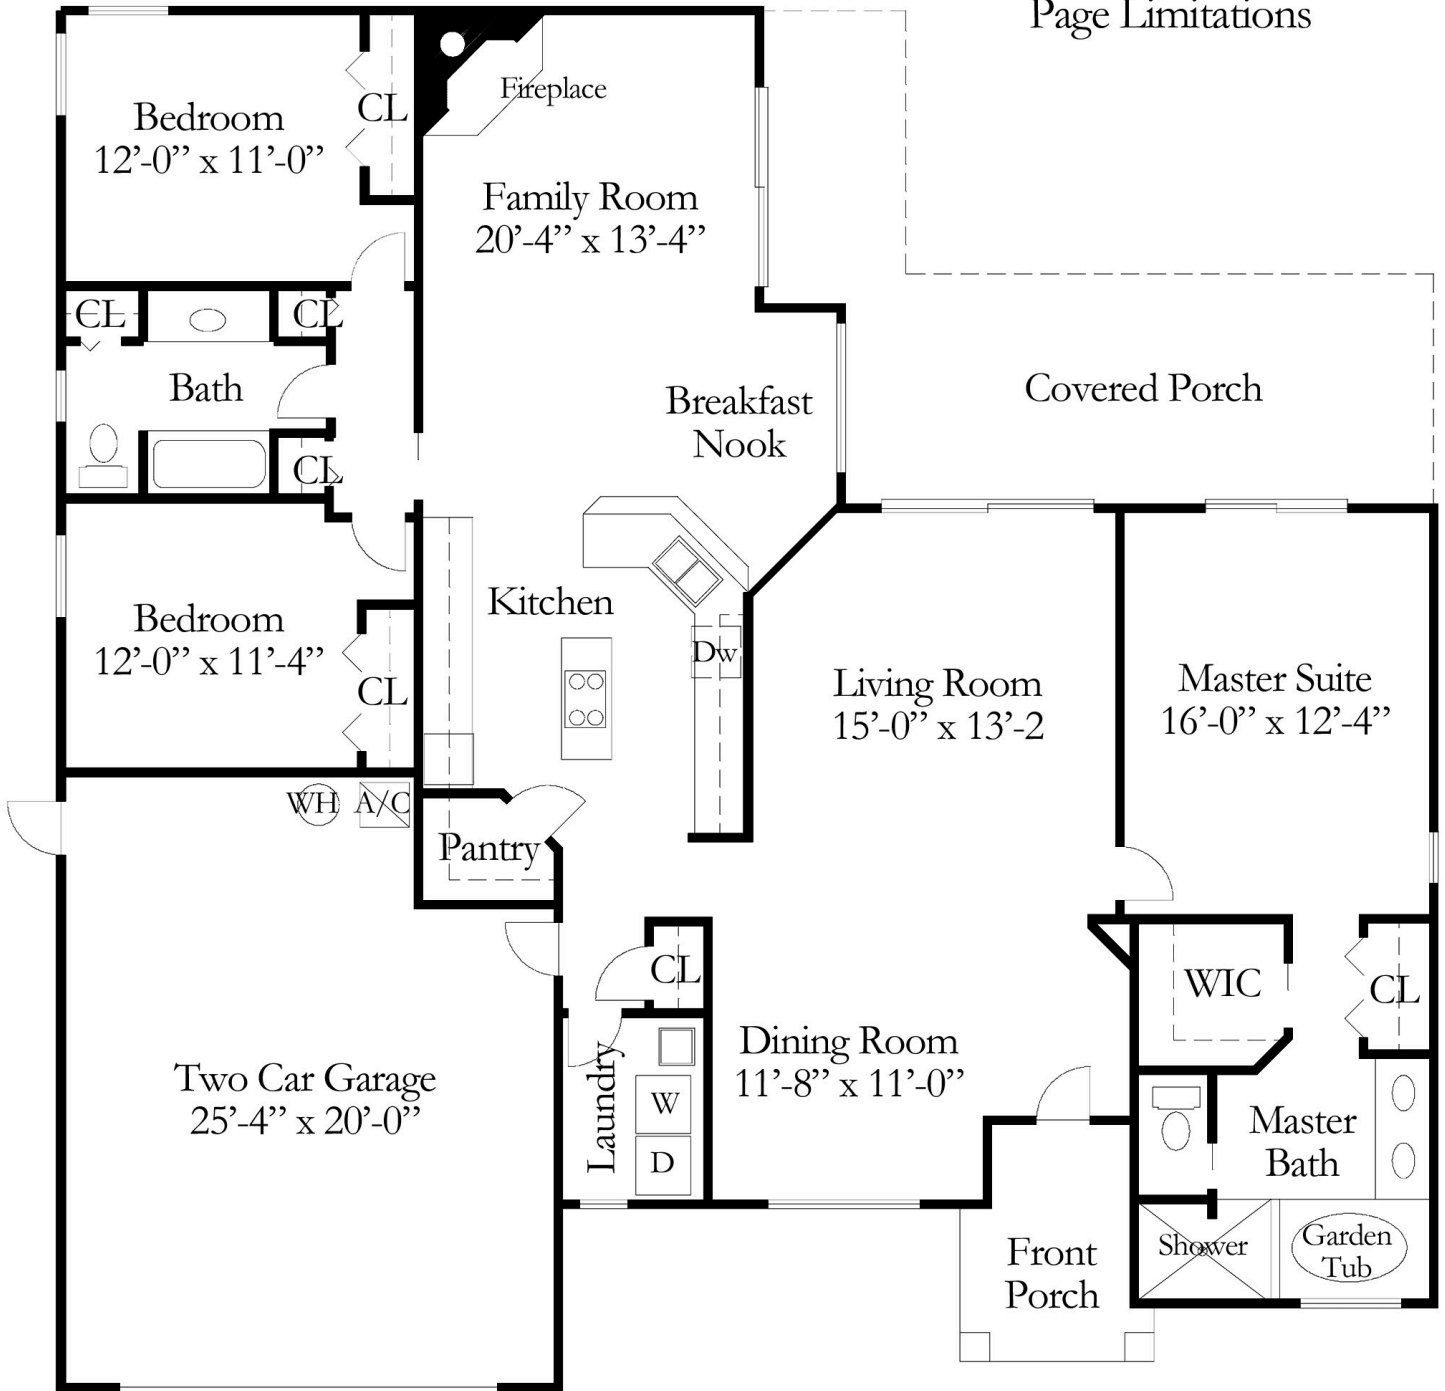 Page Limitations
Fireplace
Bedroom
12'-0" x 11'-0"
CL
Family Room
20'-4" x 13'-4"
CL
CL
Bath
CL
Breakfast
Nook
Covered Porch
Kitchen
Dw
Bedroom
12'-0" x 11'-4"
CL
Living Room
15'-0" x 13'-2
Master Suite
16'-0" x 12'-4"
WH
A/C
Pantry
CL
WIC
CL
Two Car Garage
25'-4" x 20'-0"
Laundry
W
D
Dining Room
11'-8" x 11'-0"
Master
Bath
Shower
Garden
Tub
Front
Porch